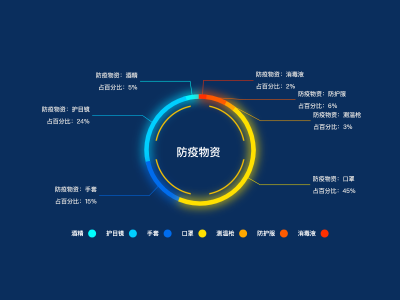 防疫物资：酒精
占百分比：5%
防疫物资：消毒液
占百分比：2%
防疫物资：防护服
占百分比：6%
防疫物资：护目镜
占百分比：24%
防疫物资：测温枪
占百分比：3%
防疫物资
防疫物资：手套
占百分比：15%
防疫物资：口罩
占百分比：45%
酒精 护目镜 手套 口罩 测温枪 防护服 消毒液